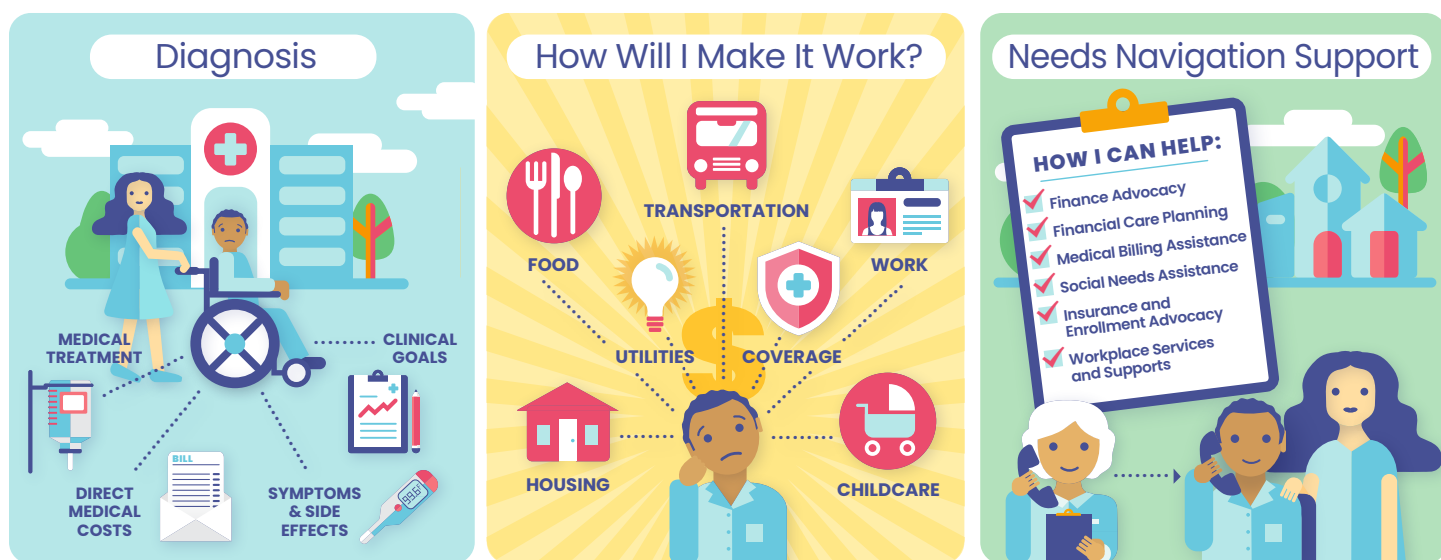 Diagnosis
MEDICAL
TREATMENT
CLINICAL
GOALS
BILL
DIRECT
MEDICAL
COSTS
SYMPTOMS
& SIDE
EFFECTS
99.6°
How Will I Make It Work?
TRANSPORTATION
FOOD
WORK
UTILITIES
COVERAGE
$
HOUSING
CHILDCARE
Needs Navigation Support
HOW I CAN HELP:
Finance Advocacy
Financial Care Planning
Medical Billing Assistance
Social Needs Assistance
Insurance and
Enrollment Advocacy
Workplace Services
and Supports